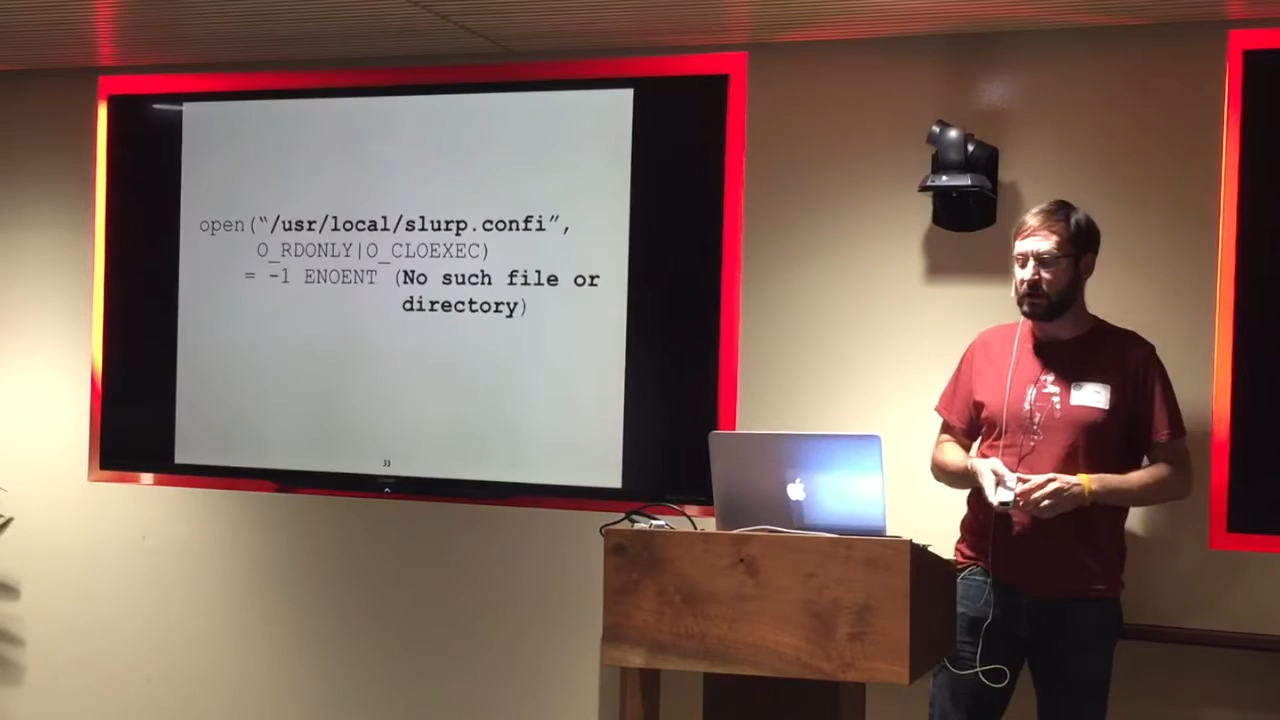 open(“/usr/local/slurp.confi”,
O_RDONLY|O_CLOEXEC)
= -1 ENOENT (No such file or
directory)
33